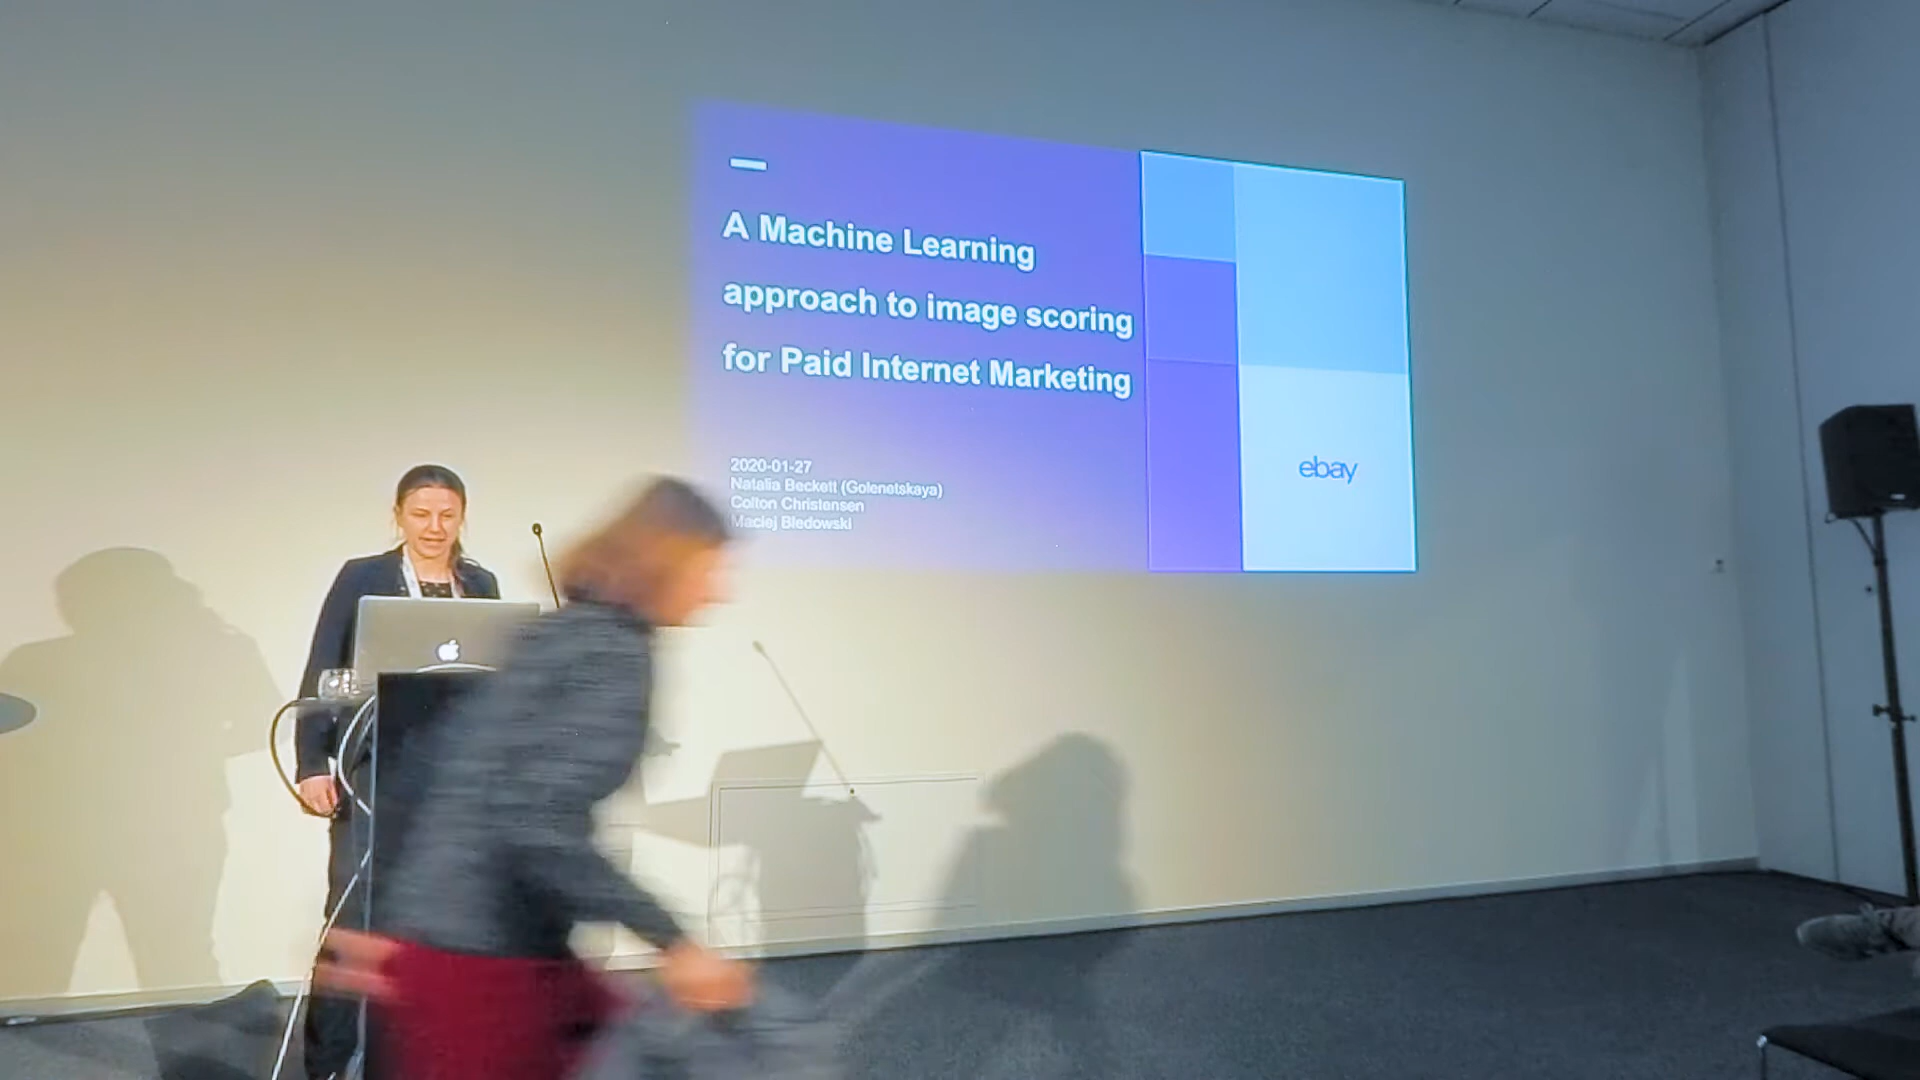 A Machine Learning
approach to image scoring
for Paid Internet Marketing
2020-01-27
Natalia Beckett (Golenetskaya)
Colton Christensen
Maciej Bledowski
ebay